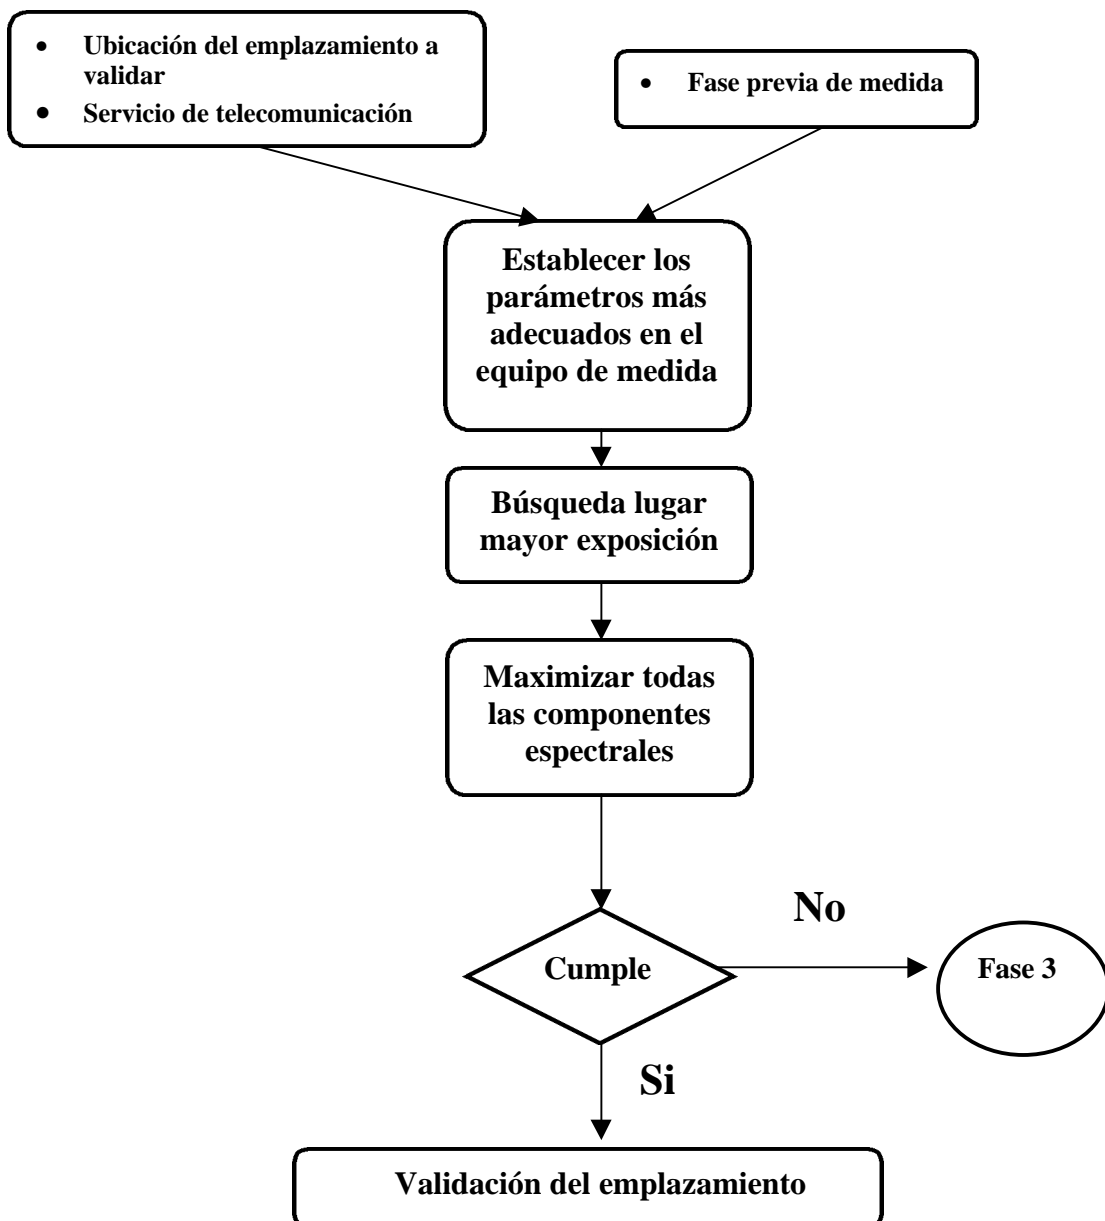 • Ubicación del emplazamiento a
validar
• Servicio de telecomunicación
• Fase previa de medida
Establecer los
parámetros más
adecuados en el
equipo de medida
Búsqueda lugar
mayor exposición
Maximizar todas
las componentes
espectrales
No
Cumple
Fase 3
Si
Validación del emplazamiento